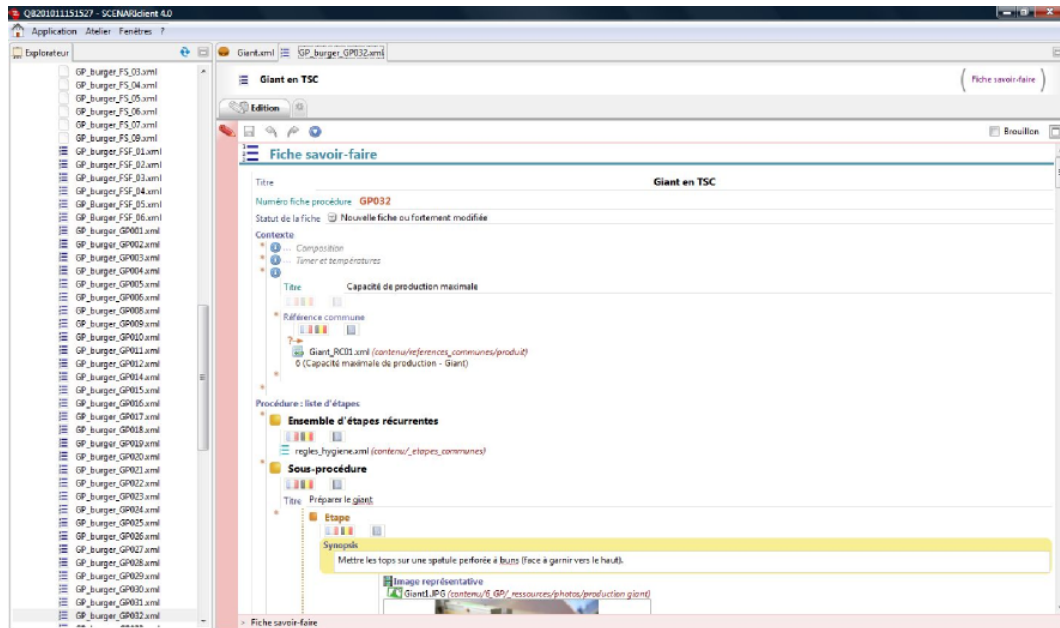 QB201011151527 - SCENARIclient 4.0
Application Atelier Fenêtres ?
Explorateur
GP_burger_FS_03.xml
GP_burger_FS_04.xml
GP_burger_FS_05.xml
GP_burger_FS_06.xml
GP_burger_FS_07.xml
GP_burger_FS_09.xml
GP_burger_FSF_01.xml
GP_burger_FSF_02.xml
GP_burger_FSF_03.xml
GP_burger_FSF_04.xml
GP_Burger_FSF_05.xml
GP_Burger_FSF_06.xml
GP_burger_GP001.xml
GP_burger_GP002.xml
GP_burger_GP003.xml
GP_burger_GP004.xml
GP_burger_GP005.xml
GP_burger_GP006.xml
GP_burger_GP008.xml
GP_burger_GP009.xml
GP_burger_GP010.xml
GP_burger_GP011.xml
GP_burger_GP012.xml
GP_burger_GP014.xml
GP_burger_GP015.xml
GP_burger_GP016.xml
GP_burger_GP017.xml
GP_burger_GP018.xml
GP_burger_GP019.xml
GP_burger_GP020.xml
GP_burger_GP021.xml
GP_burger_GP022.xml
GP_burger_GP023.xml
GP_burger_GP024.xml
GP_burger_GP025.xml
GP_burger_GP026.xml
GP_burger_GP027.xml
GP_burger_GP028.xml
GP_burger_GP029.xml
GP_burger_GP030.xml
GP_burger_GP031.xml
GP_burger_GP032.xml
Giant.xml GP_burger_GP032.xml
Giant en TSC
Fiche savoir-faire
Edition
Brouillon
Fiche savoir-faire
Titre Giant en TSC
Numéro fiche procédure GP032
Statut de la fiche Nouvelle fiche ou fortement modifiée
Contexte
... Composition
... Timer et températures
Titre Capacité de production maximale
Référence commune
Giant_RC01.xml (contenu/references_communes/produit)
6 (Capacité maximale de production - Giant)
Procédure : liste d'étapes
Ensemble d'étapes récurrentes
regles_hygiene.xml (contenu/_etapes_communes)
Sous-procédure
Titre Préparer le giant
Etape
Synopsis
Mettre les tops sur une spatule perforée à buns (face à garnir vers le haut).
Image représentative
Giant1.JPG (contenu/6_GP/_ressources/photos/production giant)
> Fiche savoir-faire